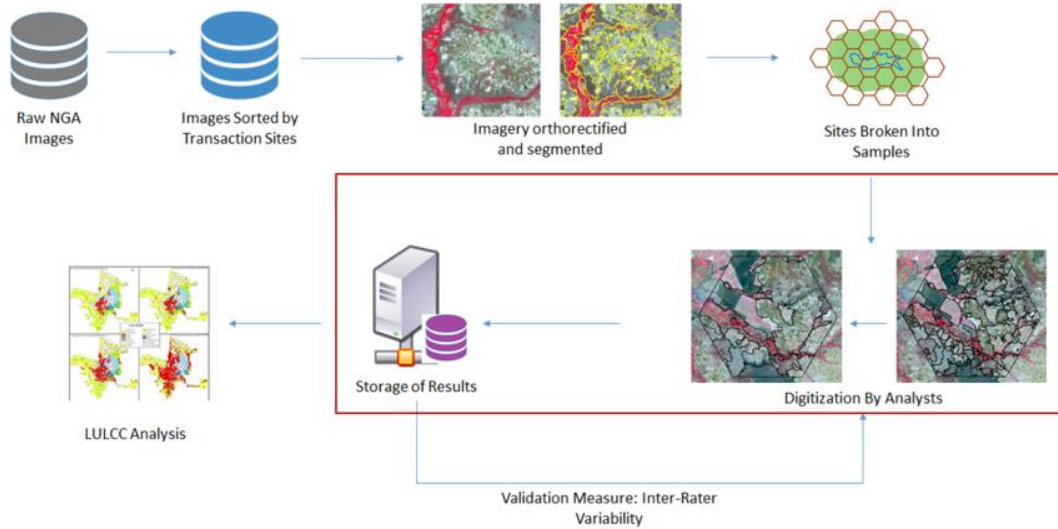 Raw NGA
Images
Images Sorted by
Transaction Sites
Imagery orthorectified
and segmented
Sites Broken Into
Samples
LULCC Analysis
Storage of Results
Digitization By Analysts
Validation Measure: Inter-Rater
Variability